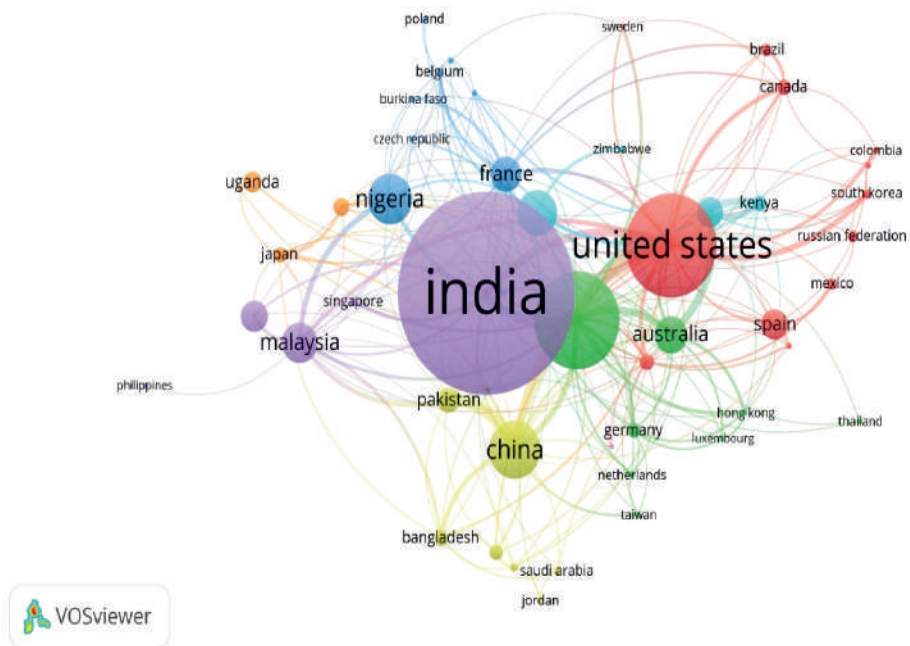 poland
sweden
brazil
belgium
canada
burkina faso
czech republic
zimbabwe
colombia
france
uganda
nigeria
kenya
south korea
united states
russian federation
japan
india
mexico
singapore
malaysia
australia
spain
philippines
pakistan
hong kong
thailand
germany
luxembourg
china
netherlands
taiwan
bangladesh
saudi arabia
jordan
VOSviewer